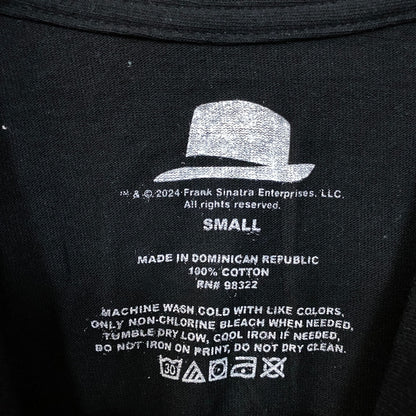 ™ & © 2024 Frank Sinatra Enterprises, LLC.
All rights reserved.
SMALL
MADE IN DOMINICAN REPUBLIC
100% COTTON
RN# 98322
MACHINE WASH COLD WITH LIKE COLORS,
ONLY NON-CHLORINE BLEACH WHEN NEEDED,
TUMBLE DRY LOW, COOL IRON IF NEEDED,
DO NOT IRON ON PRINT, DO NOT DRY CLEAN.
30